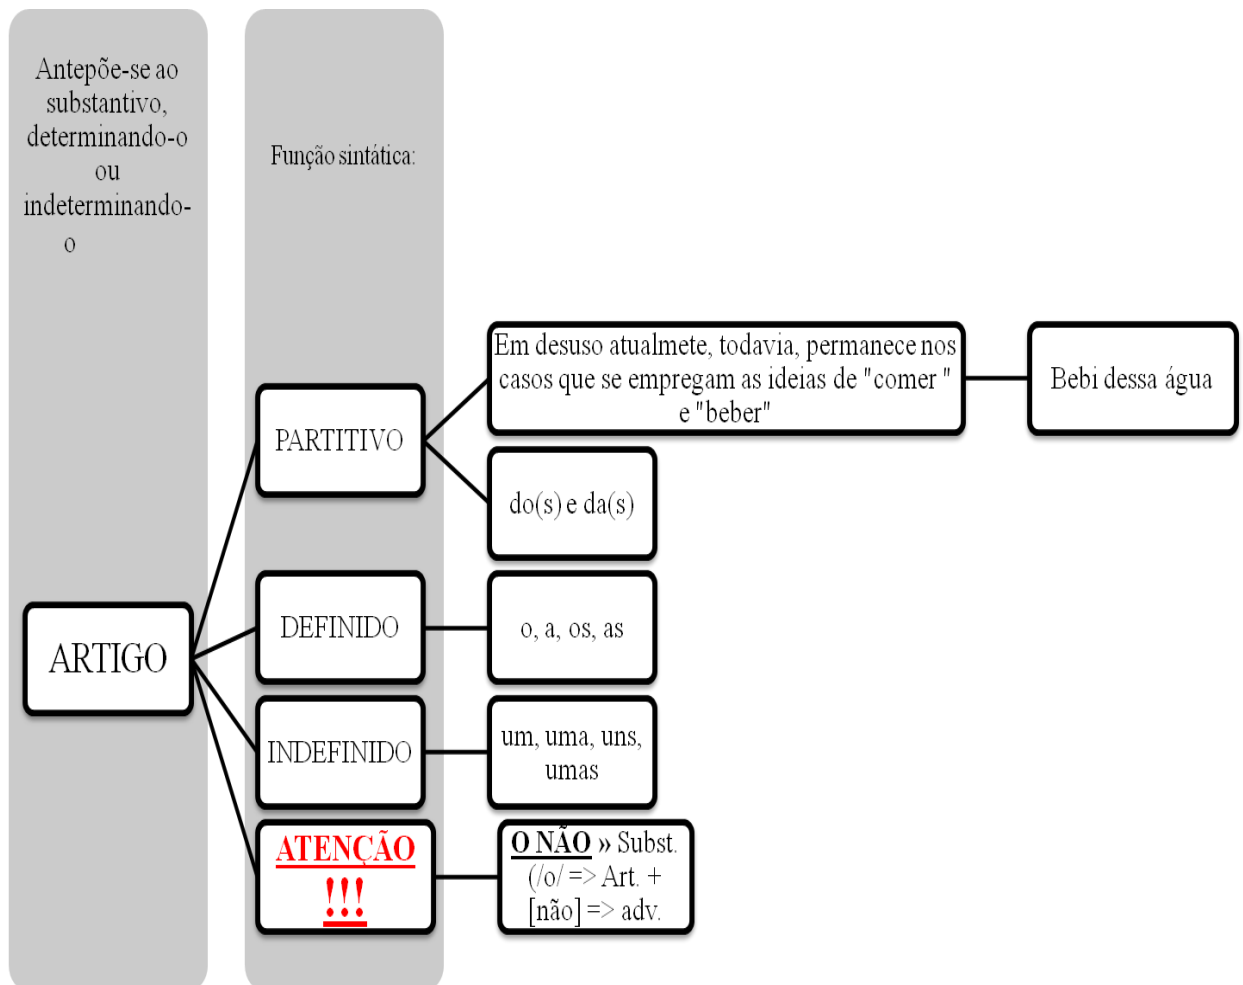 Antepõe-se ao
substantivo,
determinando-o
ou
indeterminando-
o
Função sintática:
ARTIGO
PARTITIVO
Em desuso atualmete, todavia, permanece nos
casos que se empregam as ideias de "comer "
e "beber"
Bebi dessa água
do(s) e da(s)
DEFINIDO
o, a, os, as
INDEFINIDO
um, uma, uns,
umas
ATENÇÃO
!!!
O NÃO » Subst.
(/o/ => Art. +
[não] => adv.